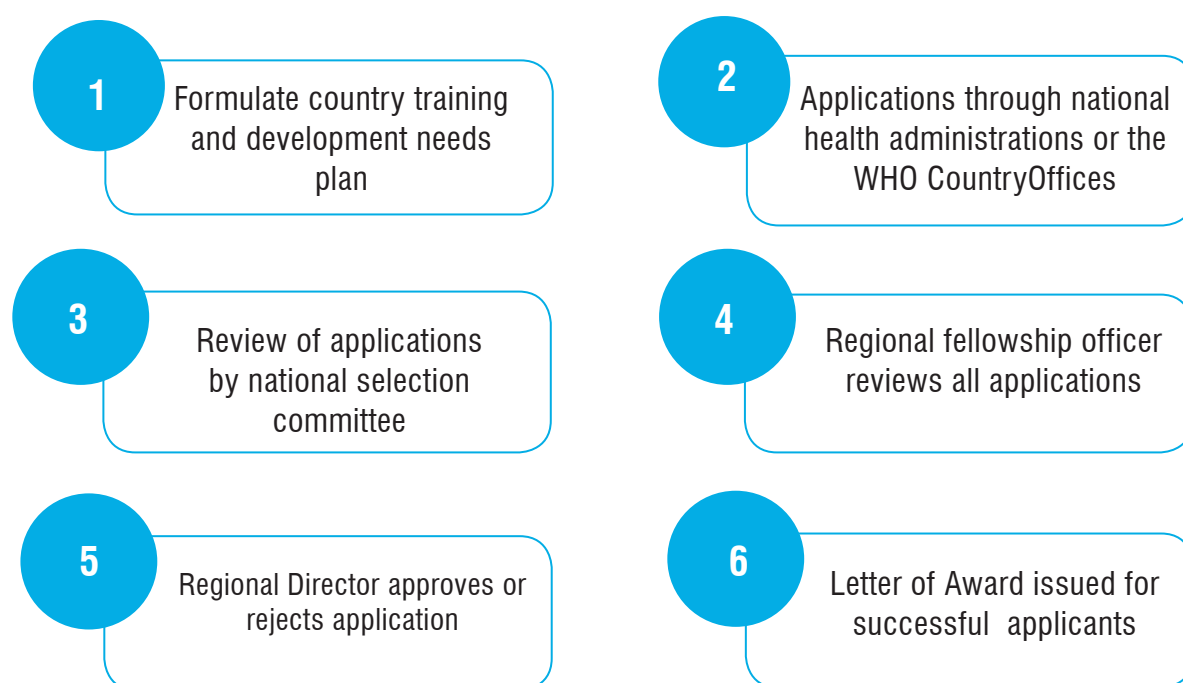 1
Formulate country training
and development needs
plan
2
Applications through national
health administrations or the
WHO CountryOffices
3
Review of applications
by national selection
committee
4
Regional fellowship officer
reviews all applications
5
Regional Director approves or
rejects application
6
Letter of Award issued for
successful  applicants